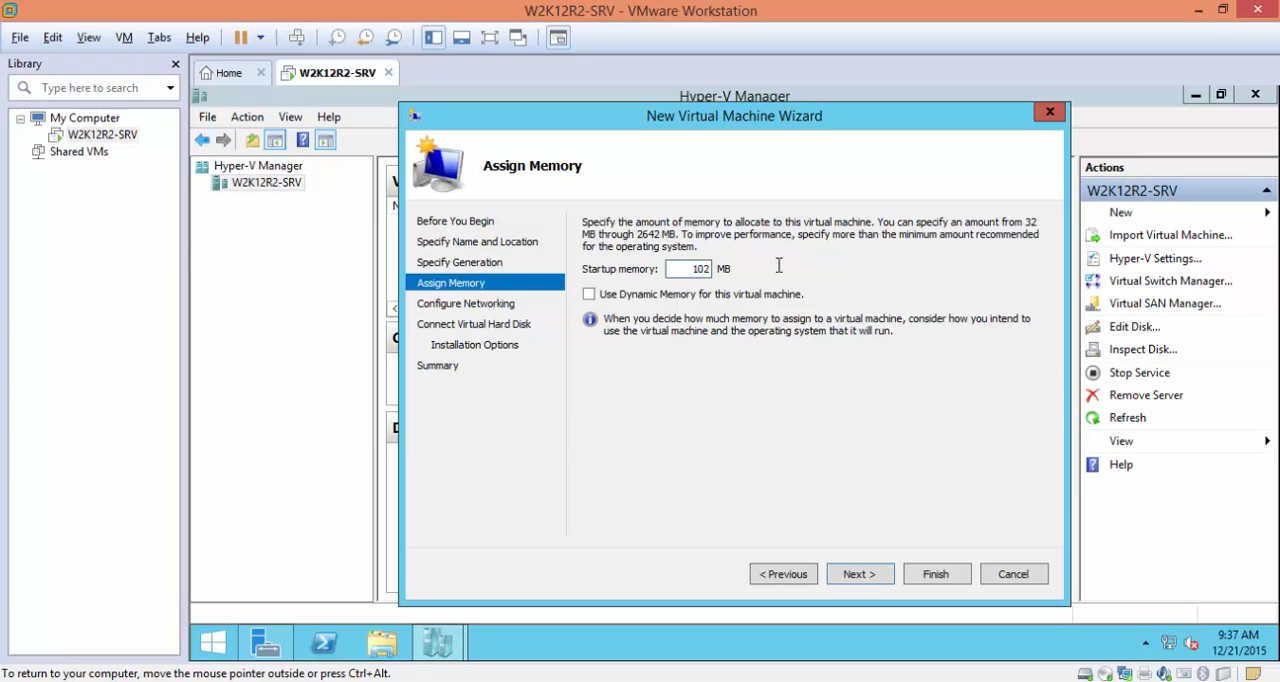 W2K12R2-SRV - VMware Workstation
File Edit View VM Tabs Help
Library
Type here to search
My Computer
W2K12R2-SRV
Shared VMs
Home
W2K12R2-SRV
Hyper-V Manager
File Action View Help
Hyper-V Manager
W2K12R2-SRV
New Virtual Machine Wizard
Assign Memory
Before You Begin
Specify Name and Location
Specify Generation
Assign Memory
Configure Networking
Connect Virtual Hard Disk
Installation Options
Summary
Specify the amount of memory to allocate to this virtual machine. You can specify an amount from 32
MB through 2642 MB. To improve performance, specify more than the minimum amount recommended
for the operating system.
Startup memory: 102 MB
Use Dynamic Memory for this virtual machine.
When you decide how much memory to assign to a virtual machine, consider how you intend to
use the virtual machine and the operating system that it will run.
< Previous Next > Finish Cancel
Actions
W2K12R2-SRV
New
Import Virtual Machine...
Hyper-V Settings...
Virtual Switch Manager...
Virtual SAN Manager...
Edit Disk...
Inspect Disk...
Stop Service
Remove Server
Refresh
View
Help
9:37 AM
12/21/2015
To return to your computer, move the mouse pointer outside or press Ctrl+Alt.